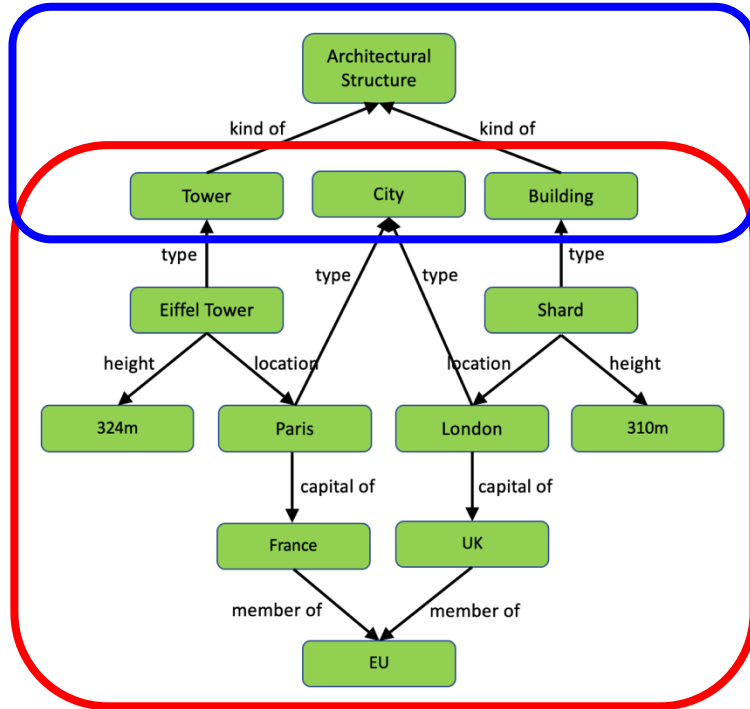 Architectural
Structure
kind of
kind of
Tower
City
Building
type
type
type
type
Eiffel Tower
Shard
height
location
location
height
324m
Paris
London
310m
capital of
capital of
France
UK
member of
member of
EU